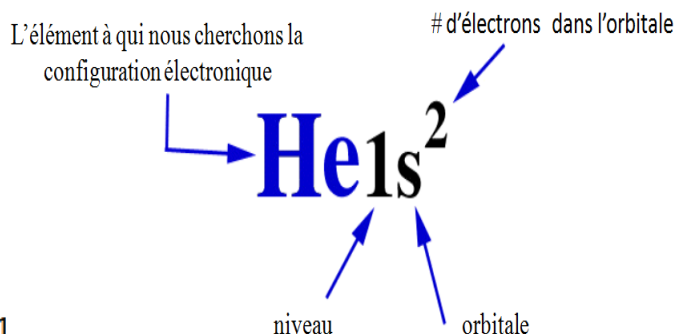 L’élément à qui nous cherchons la
configuration électronique
# d’électrons dans l’orbitale
He1s²
niveau
orbitale
1